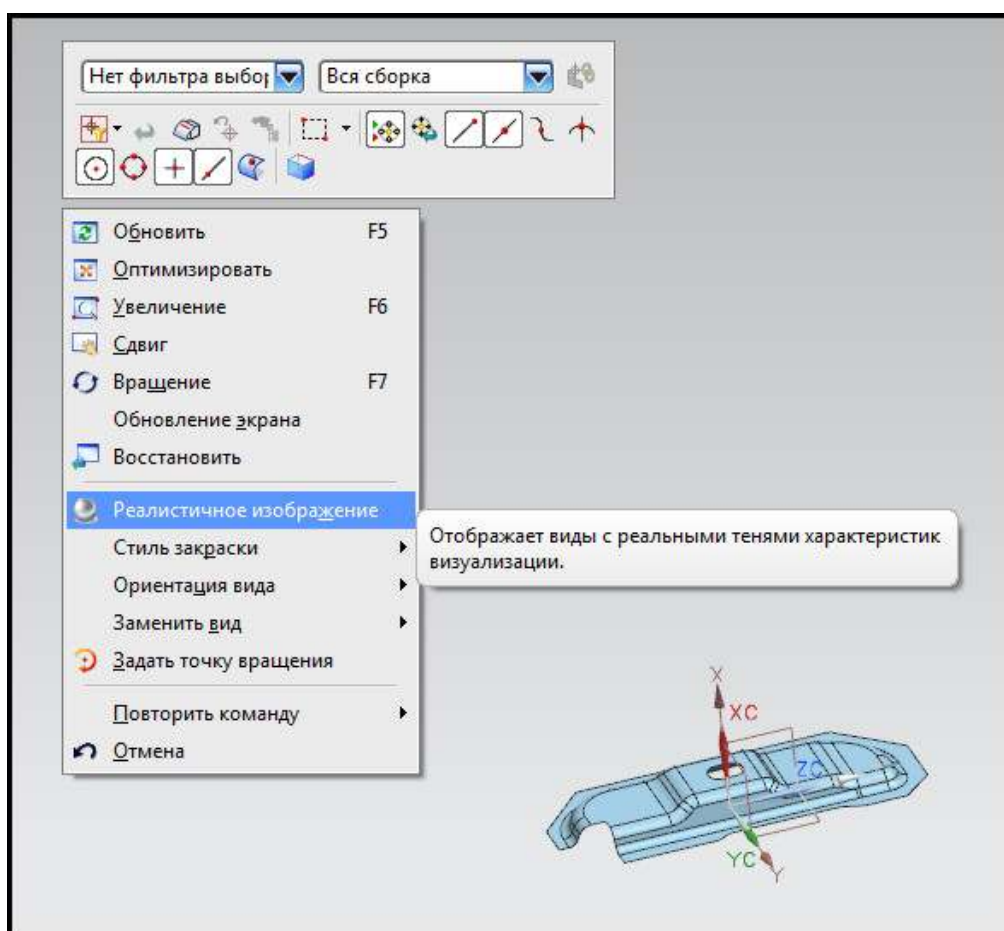 Нет фильтра выбор
Вся сборка
Обновить F5
Оптимизировать
Увеличение F6
Сдвиг
Вращение F7
Обновление экрана
Восстановить
Реалистичное изображение
Отображает виды с реальными тенями характеристик
визуализации.
Стиль закраски
Ориентация вида
Заменить вид
Задать точку вращения
Повторить команду
Отмена
X
XC
ZC
YC
Y